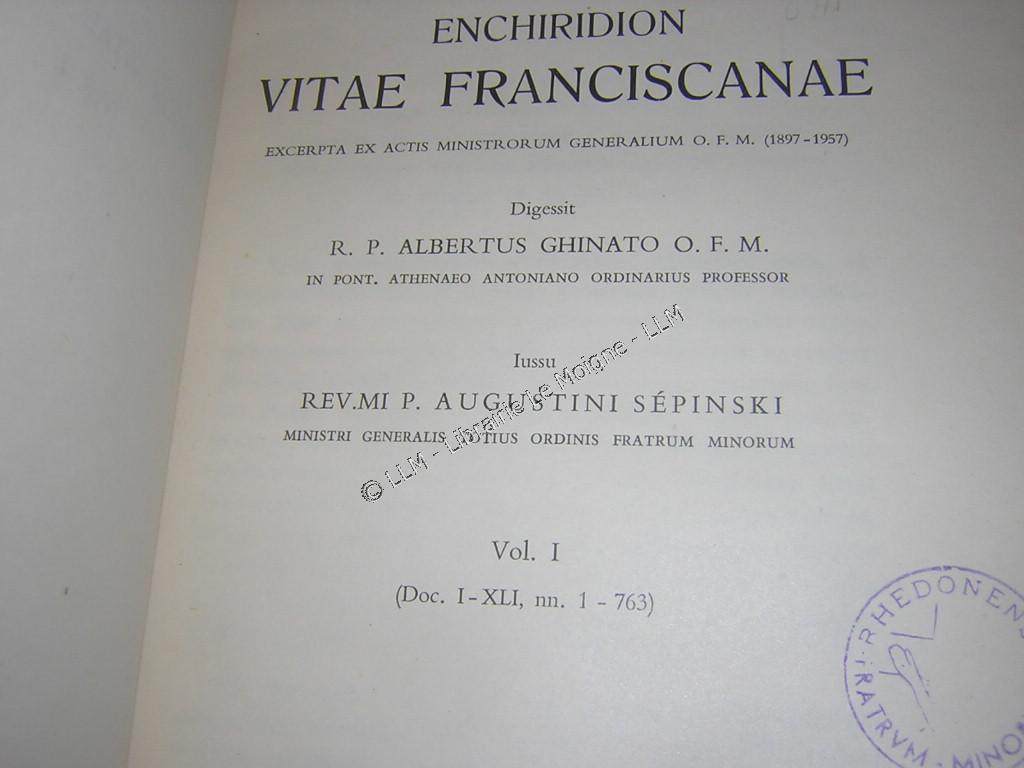 ENCHIRIDION
VITAE FRANCISCANAE
EXCERPTA EX ACTIS MINISTRORUM GENERALIUM O. F. M. (1897-1957)
Digessit
R. P. ALBERTUS GHINATO O. F. M.
IN PONT. ATHENAEO ANTONIANO ORDINARIUS PROFESSOR
Iussu
REV.MI P. AUGUSTINI SÉPINSKI
MINISTRI GENERALIS TOTIUS ORDINIS FRATRUM MINORUM
© LLM - Librairie Le Moigne - LLM
Vol. I
(Doc. I-XLI, nn. 1 - 763)
RHEDONENS
FRATRVM - MINO